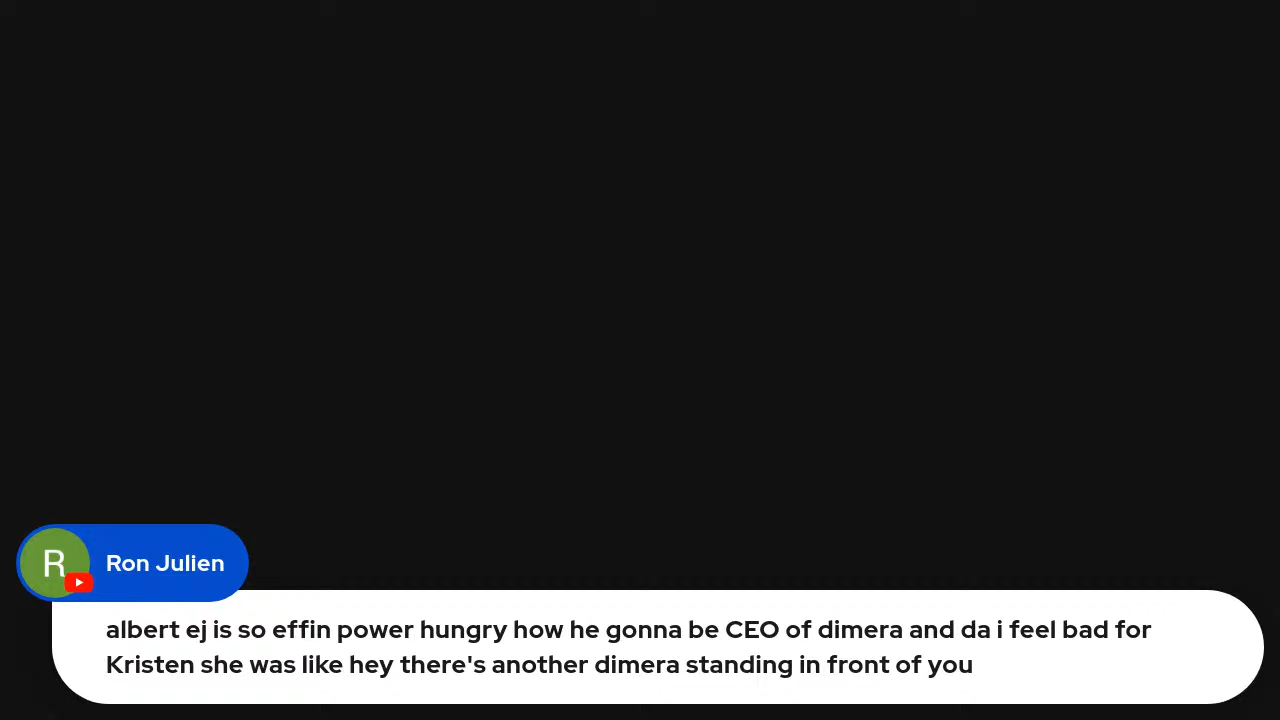 R
Ron Julien
albert ej is so effin power hungry how he gonna be CEO of dimera and da i feel bad for
Kristen she was like hey there's another dimera standing in front of you